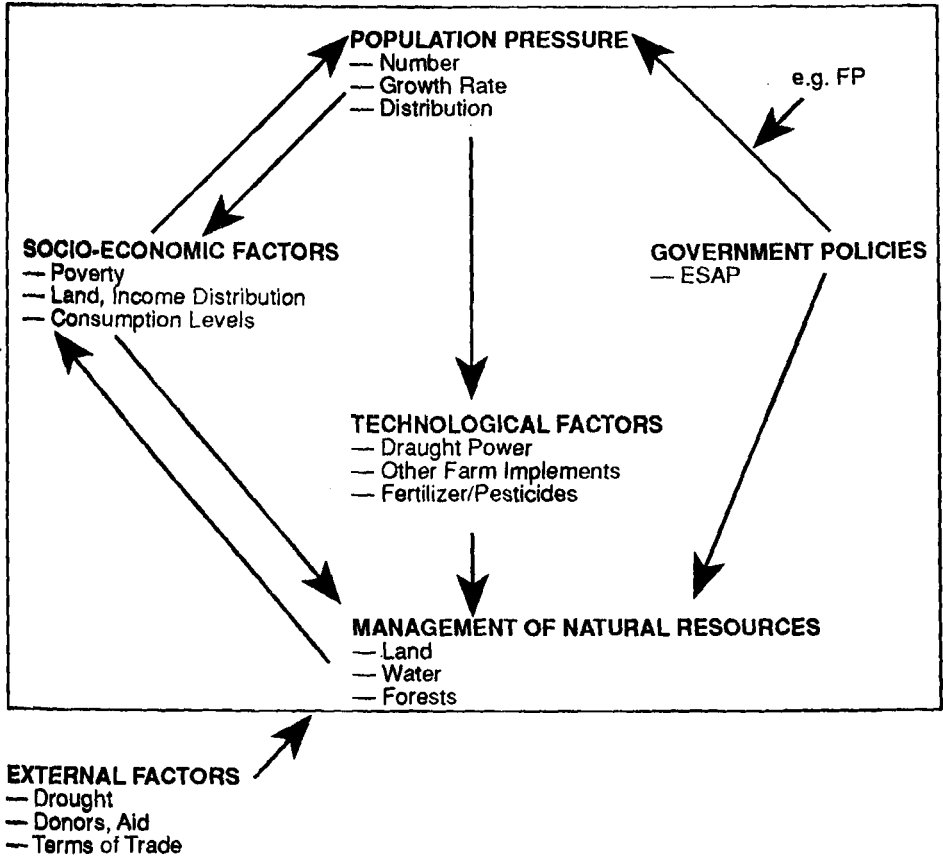 POPULATION PRESSURE
— Number
— Growth Rate
— Distribution
e.g. FP
SOCIO-ECONOMIC FACTORS
— Poverty
— Land, Income Distribution
— Consumption Levels
GOVERNMENT POLICIES
— ESAP
TECHNOLOGICAL FACTORS
— Draught Power
— Other Farm Implements
— Fertilizer/Pesticides
MANAGEMENT OF NATURAL RESOURCES
— Land
— Water
— Forests
EXTERNAL FACTORS
— Drought
— Donors, Aid
— Terms of Trade